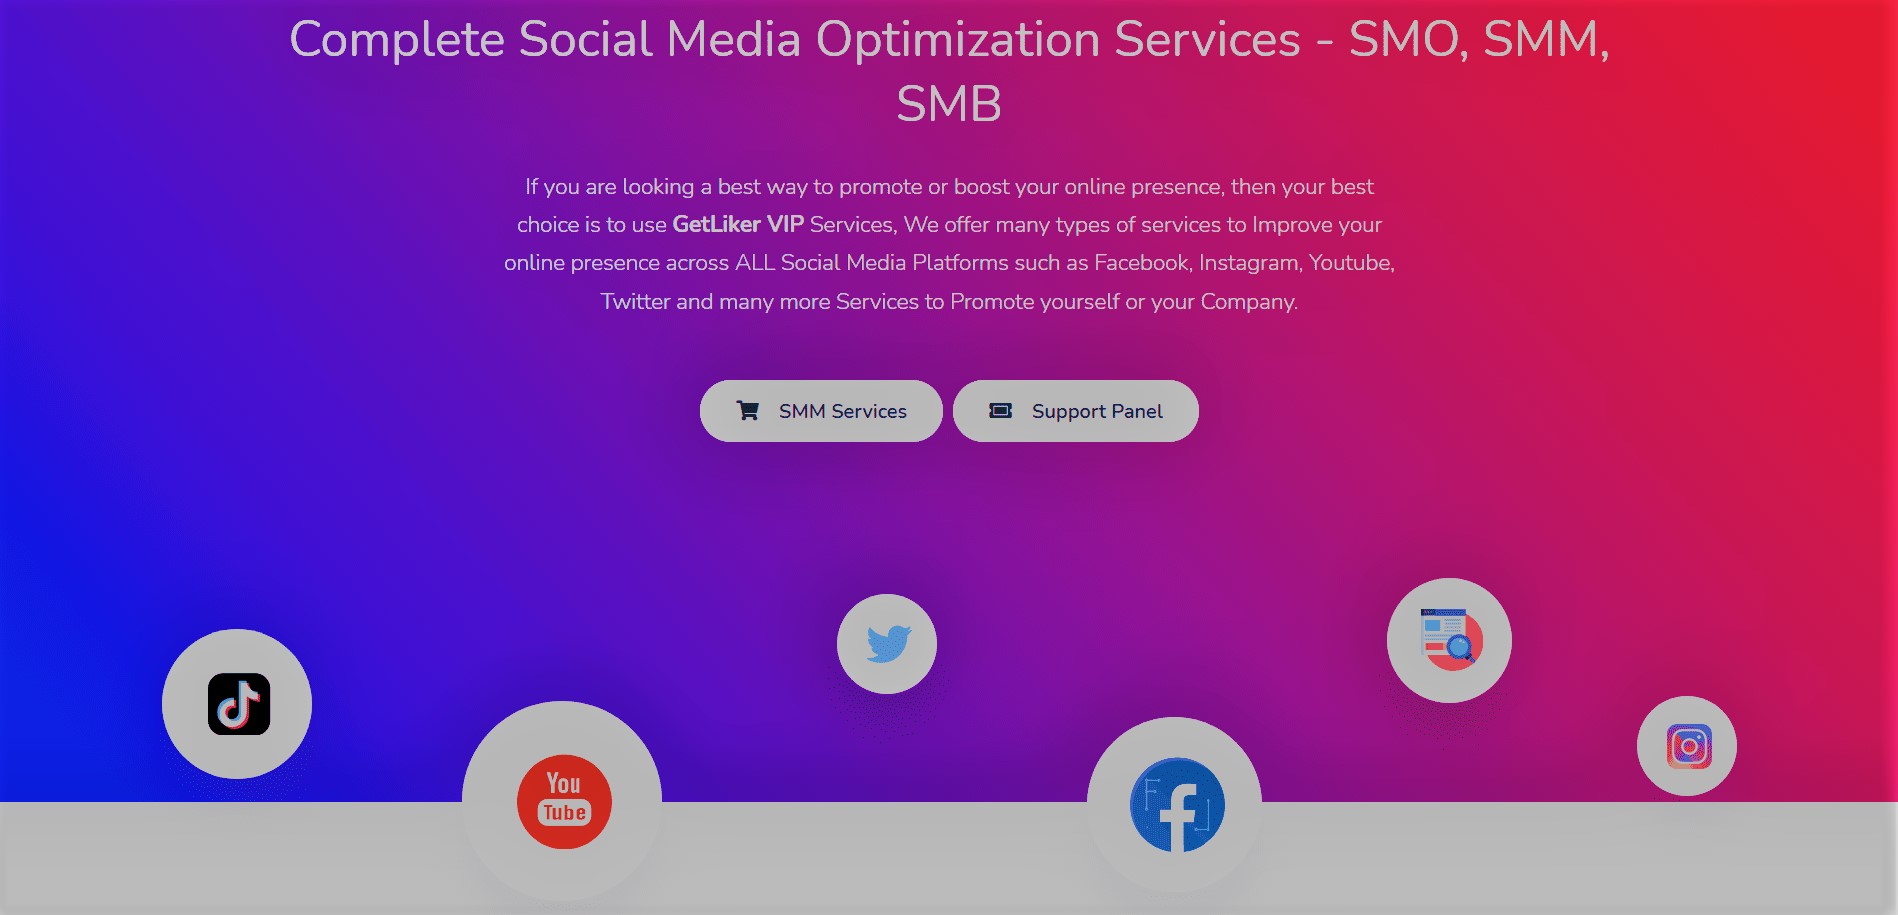 Complete Social Media Optimization Services - SMO, SMM,
SMB
If you are looking a best way to promote or boost your online presence, then your best
choice is to use GetLiker VIP Services, We offer many types of services to Improve your
online presence across ALL Social Media Platforms such as Facebook, Instagram, Youtube,
Twitter and many more Services to Promote yourself or your Company.
SMM Services
Support Panel
You
Tube